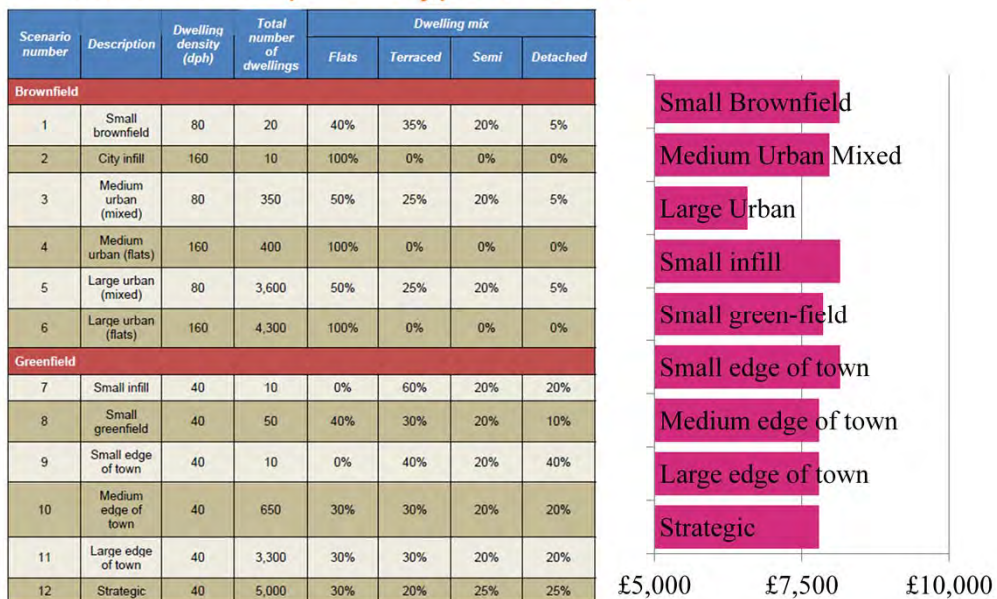 Scenario number Description Dwelling density (dph) Total number of dwellings Dwelling mix
Flats Terraced Semi Detached
Brownfield
1 Small brownfield 80 20 40% 35% 20% 5%
2 City infill 160 10 100% 0% 0% 0%
3 Medium urban (mixed) 80 350 50% 25% 20% 5%
4 Medium urban (flats) 160 400 100% 0% 0% 0%
5 Large urban (mixed) 80 3,600 50% 25% 20% 5%
6 Large urban (flats) 160 4,300 100% 0% 0% 0%
Greenfield
7 Small infill 40 10 0% 60% 20% 20%
8 Small greenfield 40 50 40% 30% 20% 10%
9 Small edge of town 40 10 0% 40% 20% 40%
10 Medium edge of town 40 650 30% 30% 20% 20%
11 Large edge of town 40 3,300 30% 30% 20% 20%
12 Strategic 40 5,000 30% 20% 25% 25%
Small Brownfield
Medium Urban Mixed
Large Urban
Small infill
Small green-field
Small edge of town
Medium edge of town
Large edge of town
Strategic
£5,000 £7,500 £10,000